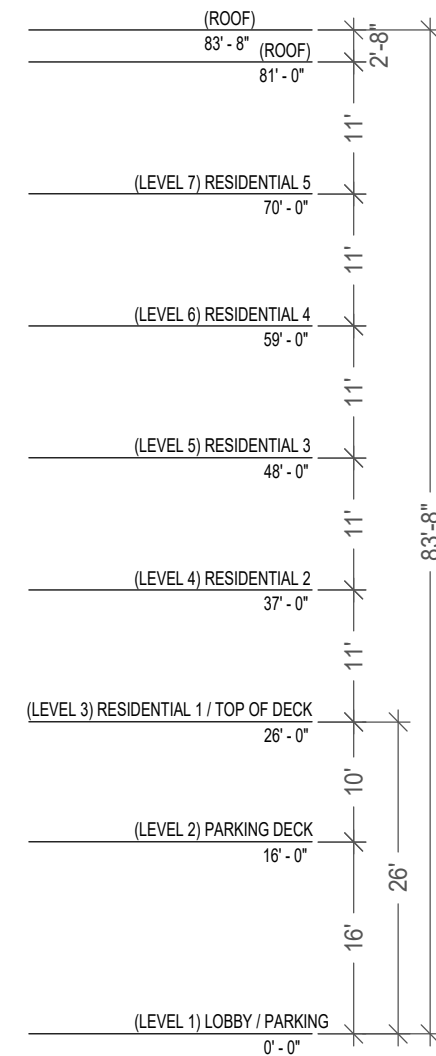 (ROOF)
83' - 8"
2'-8"
(ROOF)
81' - 0"
11'
(LEVEL 7) RESIDENTIAL 5
70' - 0"
11'
(LEVEL 6) RESIDENTIAL 4
59' - 0"
11'
(LEVEL 5) RESIDENTIAL 3
48' - 0"
11'
83'-8"
(LEVEL 4) RESIDENTIAL 2
37' - 0"
11'
(LEVEL 3) RESIDENTIAL 1 / TOP OF DECK
26' - 0"
10'
(LEVEL 2) PARKING DECK
16' - 0"
26'
16'
(LEVEL 1) LOBBY / PARKING
0' - 0"